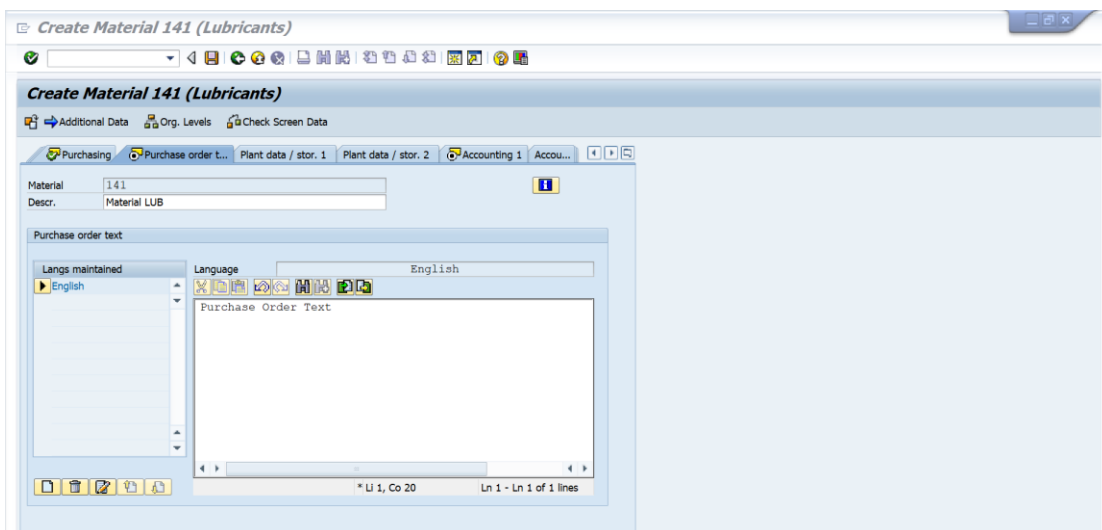 Create Material 141 (Lubricants)
Create Material 141 (Lubricants)
Additional Data Org. Levels Check Screen Data
Purchasing Purchase order t... Plant data / stor. 1 Plant data / stor. 2 Accounting 1 Accou...
Material 141
Descr. Material LUB
Purchase order text
Langs maintained Language English
English
Purchase Order Text
* Li 1, Co 20 Ln 1 - Ln 1 of 1 lines